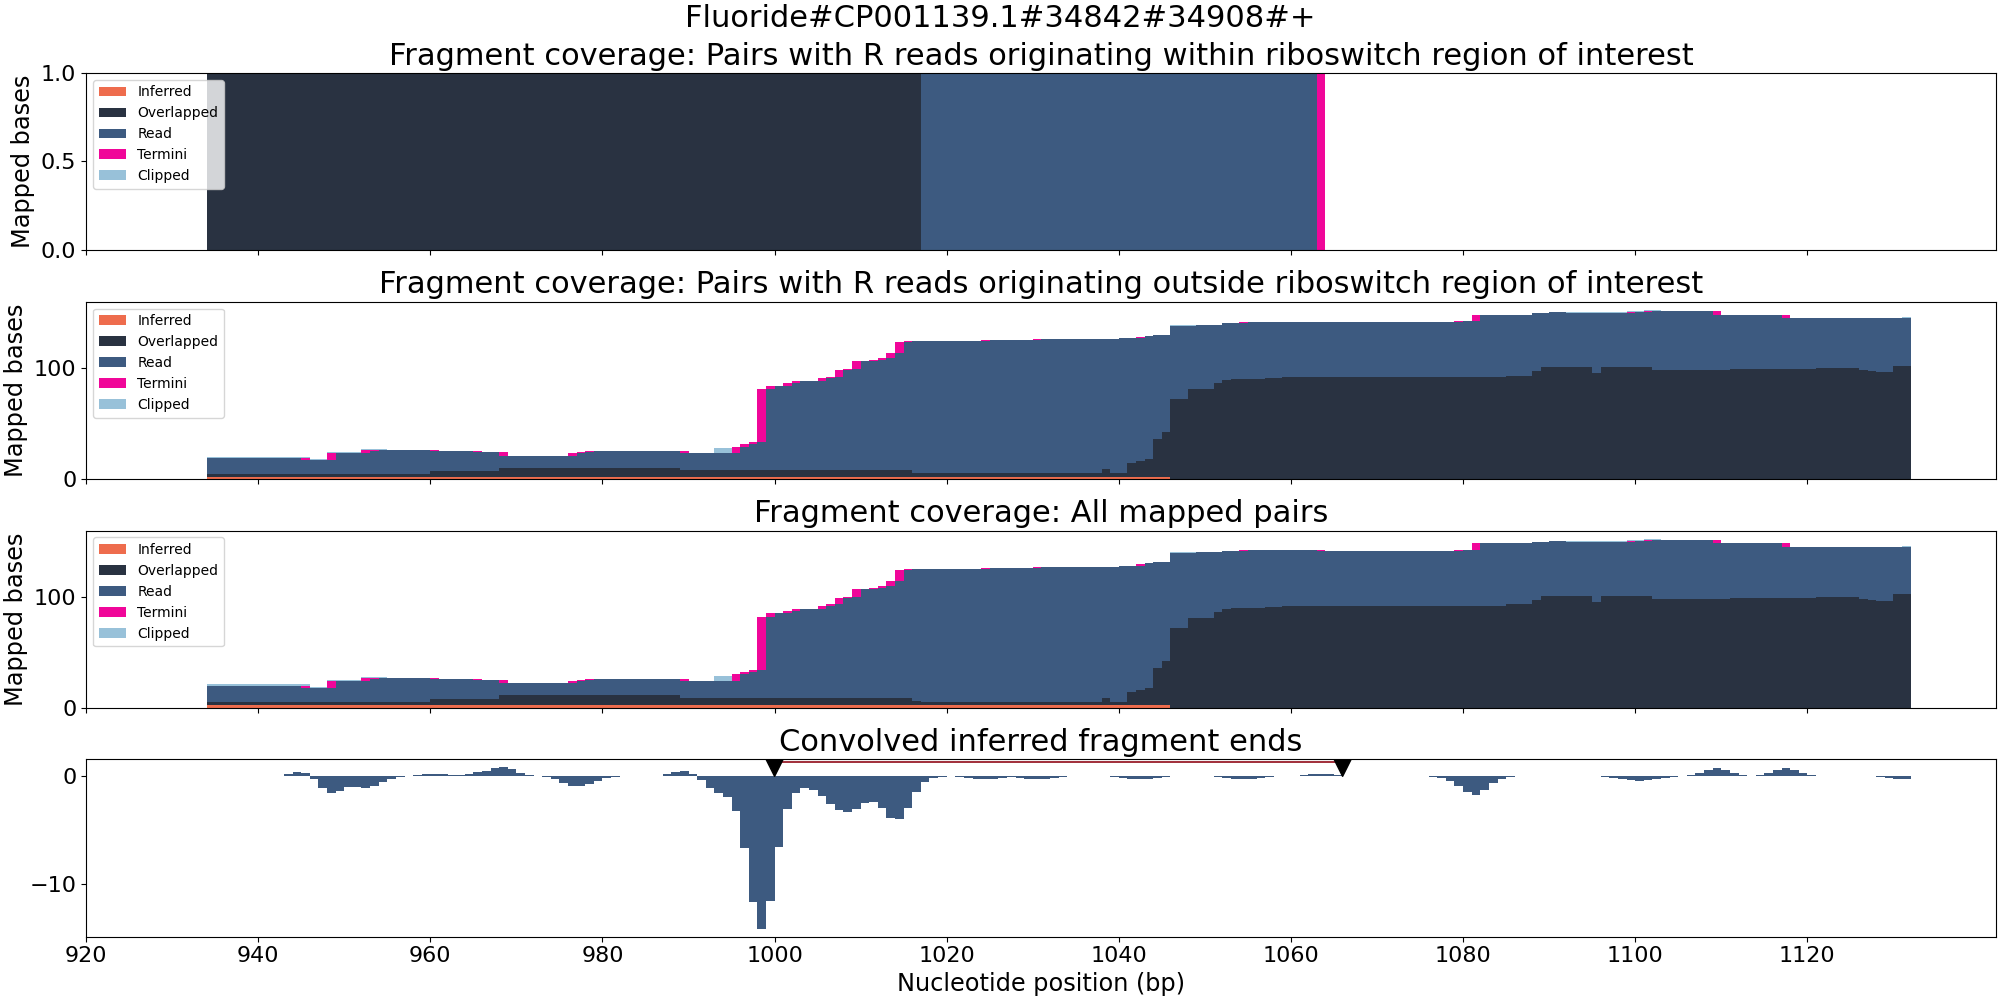 Fluoride#CP001139.1#34842#34908#+
Fragment coverage: Pairs with R reads originating within riboswitch region of interest
Mapped bases
1.0
0.5
0.0
Inferred
Overlapped
Read
Termini
Clipped
Fragment coverage: Pairs with R reads originating outside riboswitch region of interest
Mapped bases
100
0
Inferred
Overlapped
Read
Termini
Clipped
Fragment coverage: All mapped pairs
Mapped bases
100
0
Inferred
Overlapped
Read
Termini
Clipped
Convolved inferred fragment ends
0
−10
920 940 960 980 1000 1020 1040 1060 1080 1100 1120
Nucleotide position (bp)